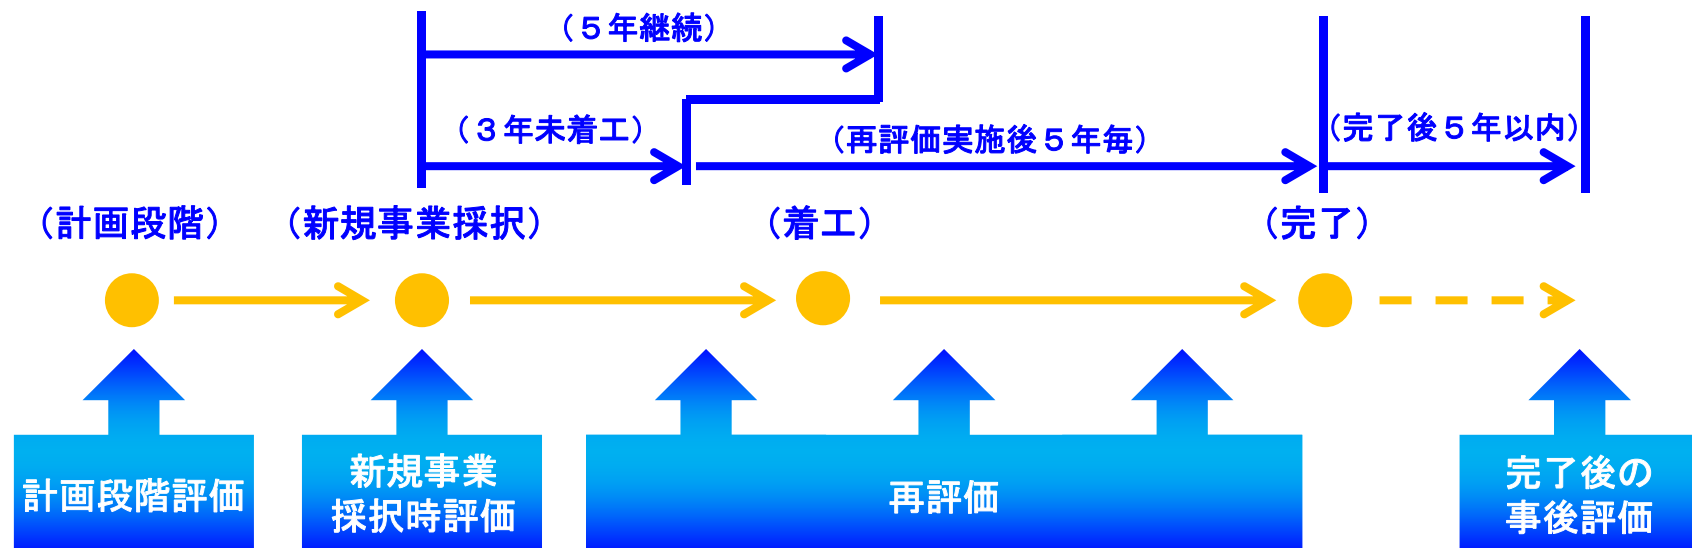 （５年継続）
（３年未着工）
（再評価実施後５年毎）
（完了後５年以内）
（計画段階）
（新規事業採択）
（着工）
（完了）
計画段階評価
新規事業
採択時評価
再評価
完了後の
事後評価